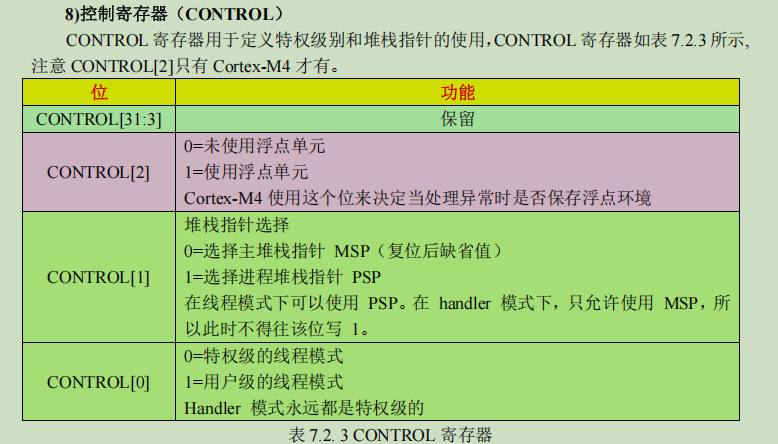 8)控制寄存器（CONTROL）
CONTROL 寄存器用于定义特权级别和堆栈指针的使用，CONTROL 寄存器如表 7.2.3 所示，
注意 CONTROL[2]只有 Cortex-M4 才有。
位 功能
CONTROL[31:3] 保留
CONTROL[2] 0=未使用浮点单元
1=使用浮点单元
Cortex-M4 使用这个位来决定当处理异常时是否保存浮点环境
CONTROL[1] 堆栈指针选择
0=选择主堆栈指针 MSP（复位后缺省值）
1=选择进程堆栈指针 PSP
在线程模式下可以使用 PSP。在 handler 模式下，只允许使用 MSP，所
以此时不得往该位写 1。
CONTROL[0] 0=特权级的线程模式
1=用户级的线程模式
Handler 模式永远都是特权级的
表 7.2. 3 CONTROL 寄存器